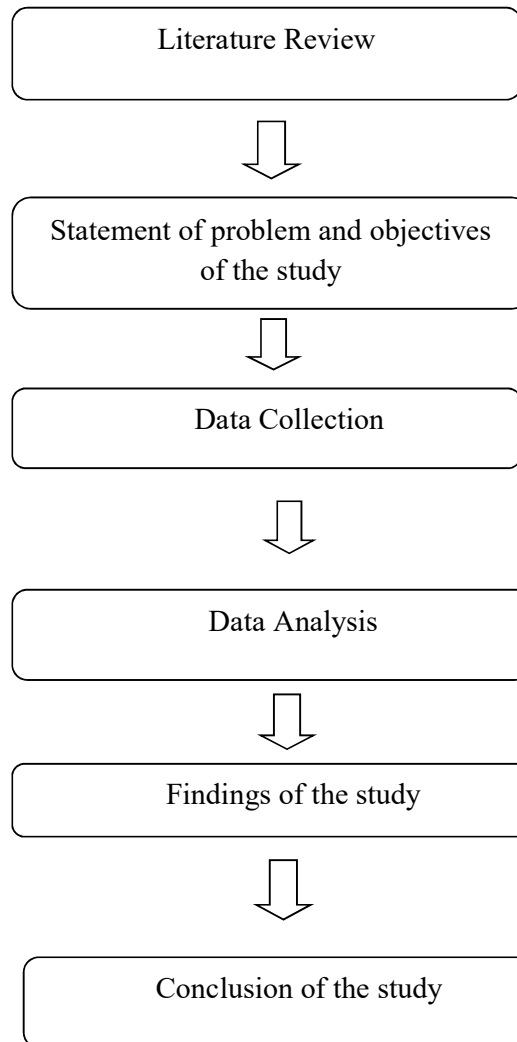 Literature Review
Statement of problem and objectives
of the study
Data Collection
Data Analysis
Findings of the study
Conclusion of the study